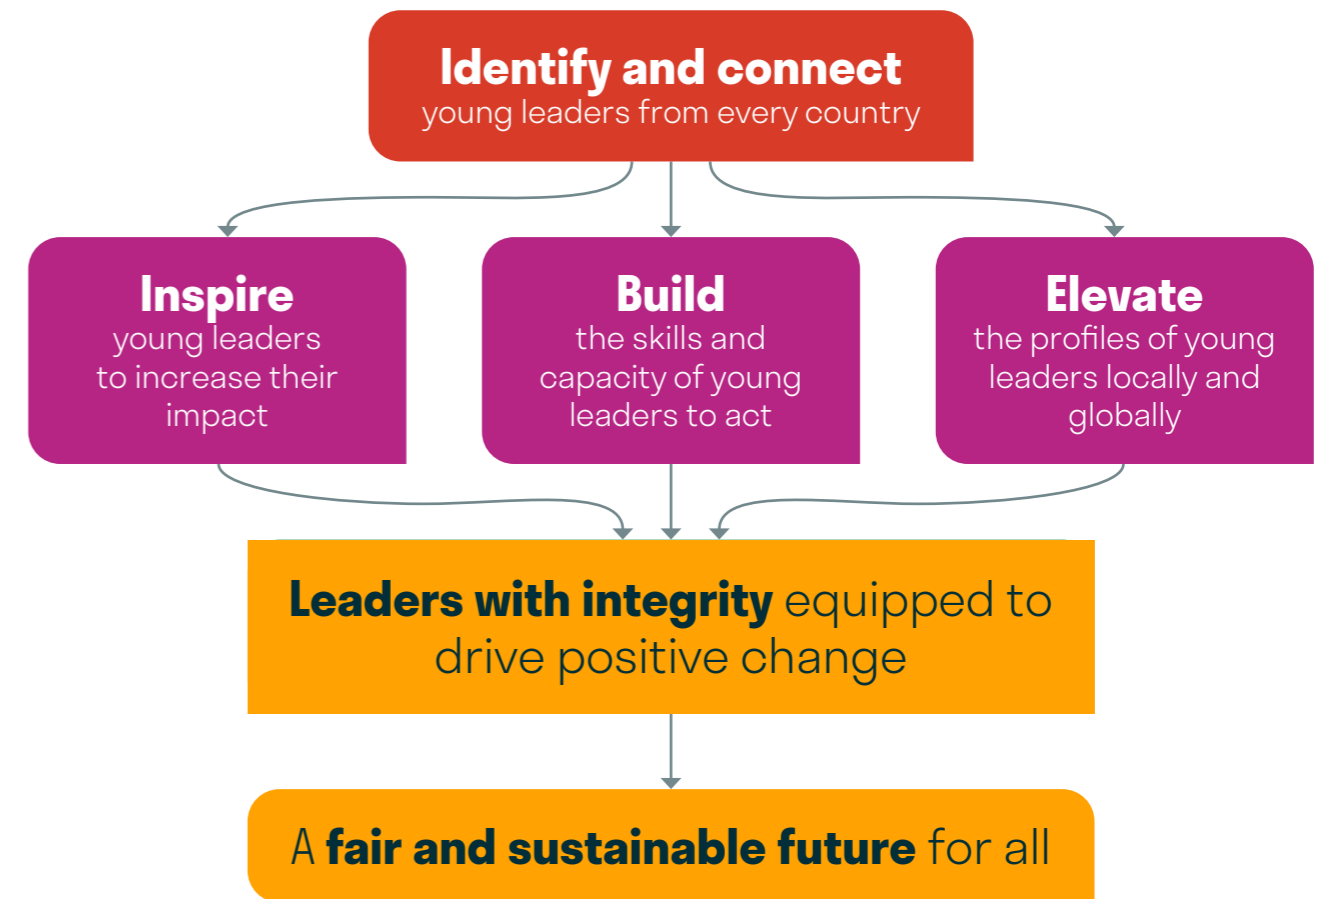 Identify and connect
young leaders from every country
Inspire
young leaders
to increase their
impact
Build
the skills and
capacity of young
leaders to act
Elevate
the profiles of young
leaders locally and
globally
Leaders with integrity equipped to
drive positive change
A fair and sustainable future for all